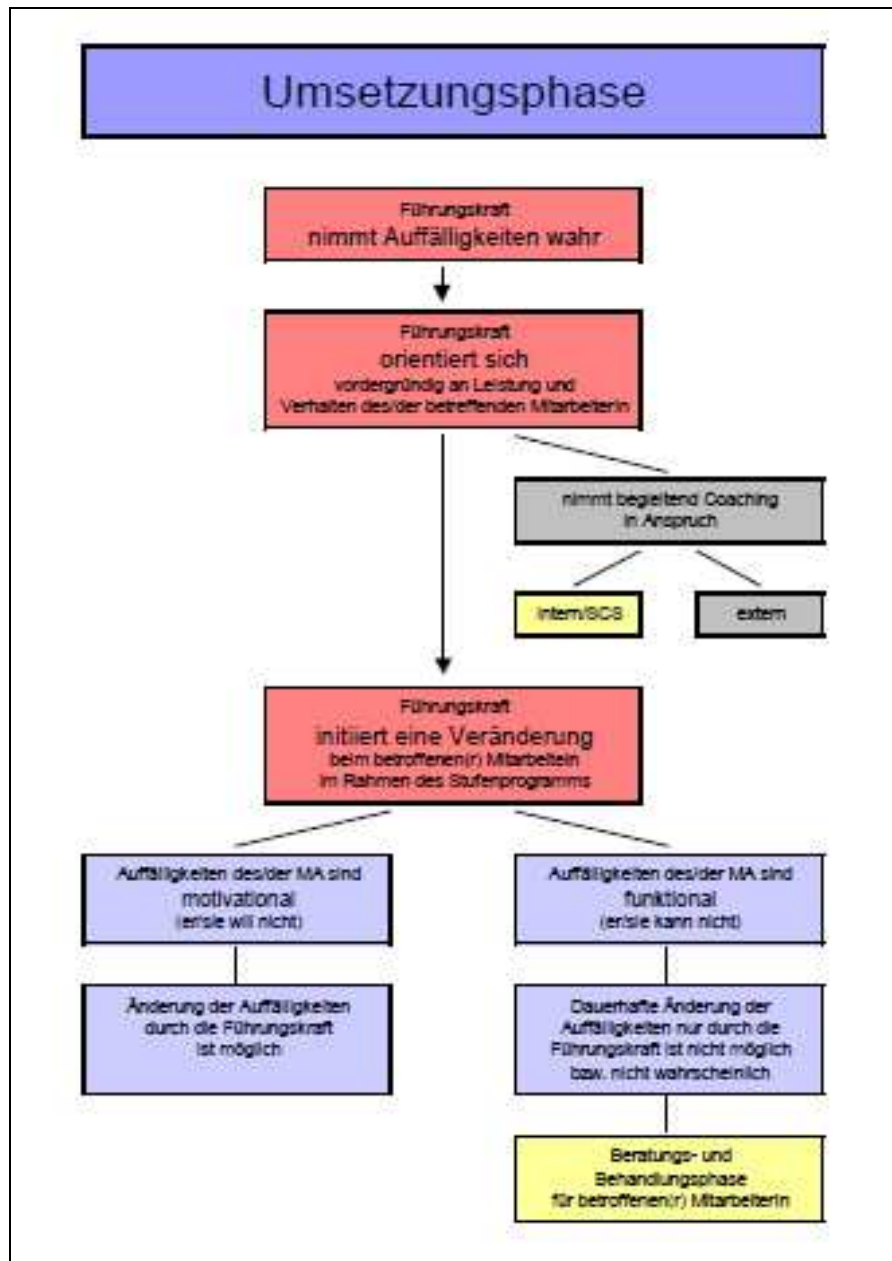 Umsetzungsphase
Führungskraft
nimmt Auffälligkeiten wahr
Führungskraft
orientiert sich
vordergründig an Leistung und
Verhalten des/der betreffenden MitarbeiterIn
nimmt begleitend Coaching
in Anspruch
intern/SCS
extern
Führungskraft
initiiert eine Veränderung
beim betroffenen(r) MitarbeiteIn
im Rahmen des Stufenprogramms
Auffälligkeiten des/der MA sind
motivational
(er/sie will nicht)
Auffälligkeiten des/der MA sind
funktional
(er/sie kann nicht)
Änderung der Auffälligkeiten
durch die Führungskraft
ist möglich
Dauerhafte Änderung der
Auffälligkeiten nur durch die
Führungskraft ist nicht möglich
bzw. nicht wahrscheinlich
Beratungs- und
Behandlungsphase
für betroffenen(r) MitarbeiterIn